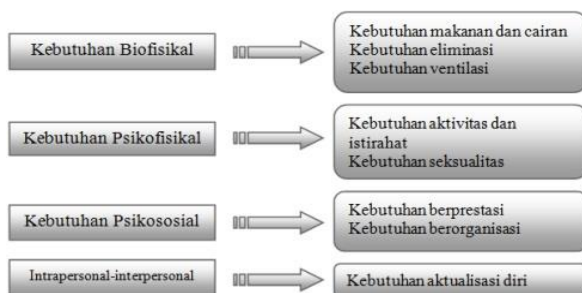 Kebutuhan Biofisikal
Kebutuhan makanan dan cairan
Kebutuhan eliminasi
Kebutuhan ventilasi
Kebutuhan Psikofisikal
Kebutuhan aktivitas dan
istirahat
Kebutuhan seksualitas
Kebutuhan Psikososial
Kebutuhan berprestasi
Kebutuhan berorganisasi
Intrapersonal-interpersonal
Kebutuhan aktualisasi diri